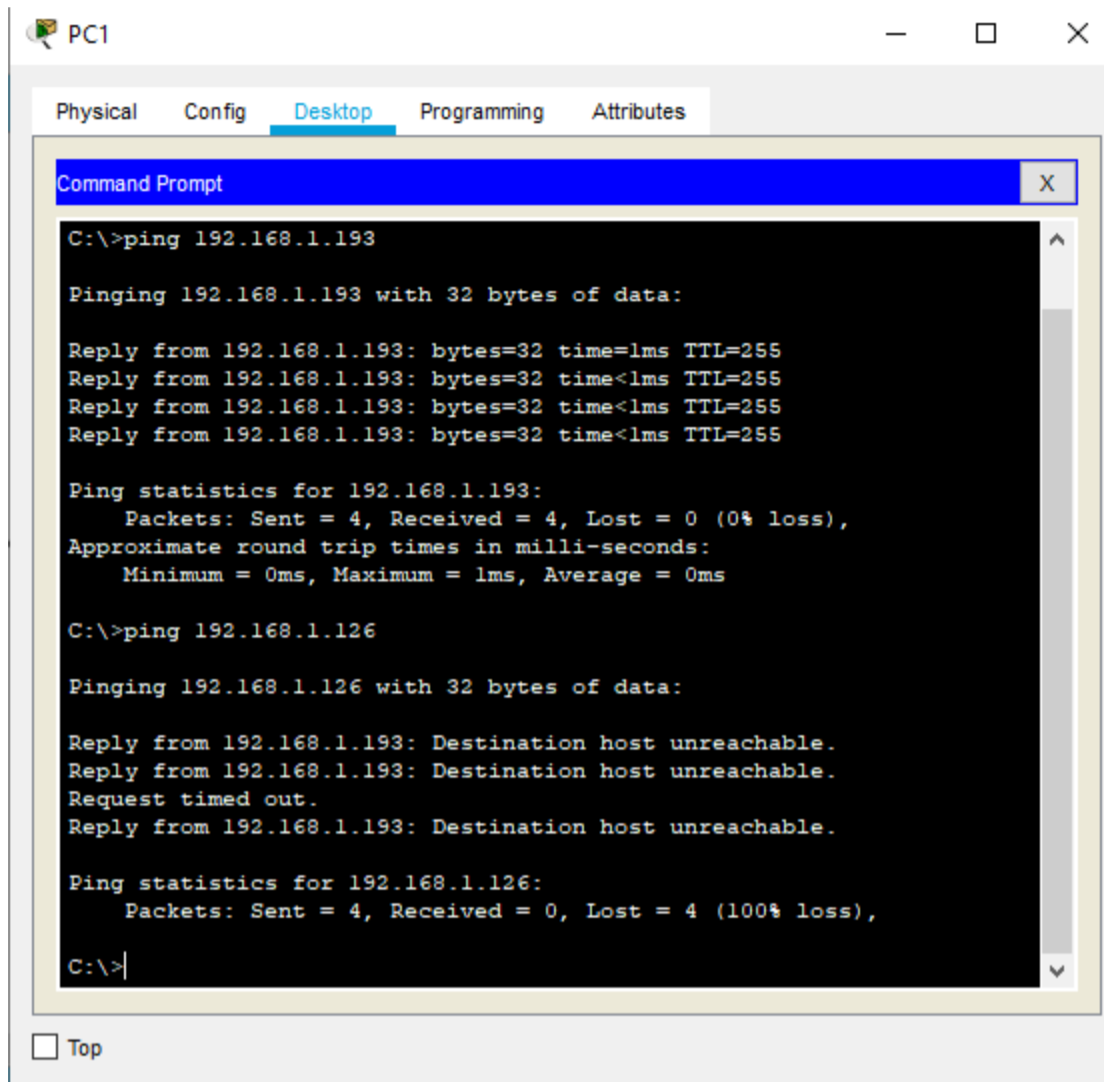 PC1
Physical Config Desktop Programming Attributes
Command Prompt X
C:\>ping 192.168.1.193
Pinging 192.168.1.193 with 32 bytes of data:
Reply from 192.168.1.193: bytes=32 time=1ms TTL=255
Reply from 192.168.1.193: bytes=32 time<1ms TTL=255
Reply from 192.168.1.193: bytes=32 time<1ms TTL=255
Reply from 192.168.1.193: bytes=32 time<1ms TTL=255
Ping statistics for 192.168.1.193:
Packets: Sent = 4, Received = 4, Lost = 0 (0% loss),
Approximate round trip times in milli-seconds:
Minimum = 0ms, Maximum = 1ms, Average = 0ms
C:\>ping 192.168.1.126
Pinging 192.168.1.126 with 32 bytes of data:
Reply from 192.168.1.193: Destination host unreachable.
Reply from 192.168.1.193: Destination host unreachable.
Request timed out.
Reply from 192.168.1.193: Destination host unreachable.
Ping statistics for 192.168.1.126:
Packets: Sent = 4, Received = 0, Lost = 4 (100% loss),
C:\>
Top